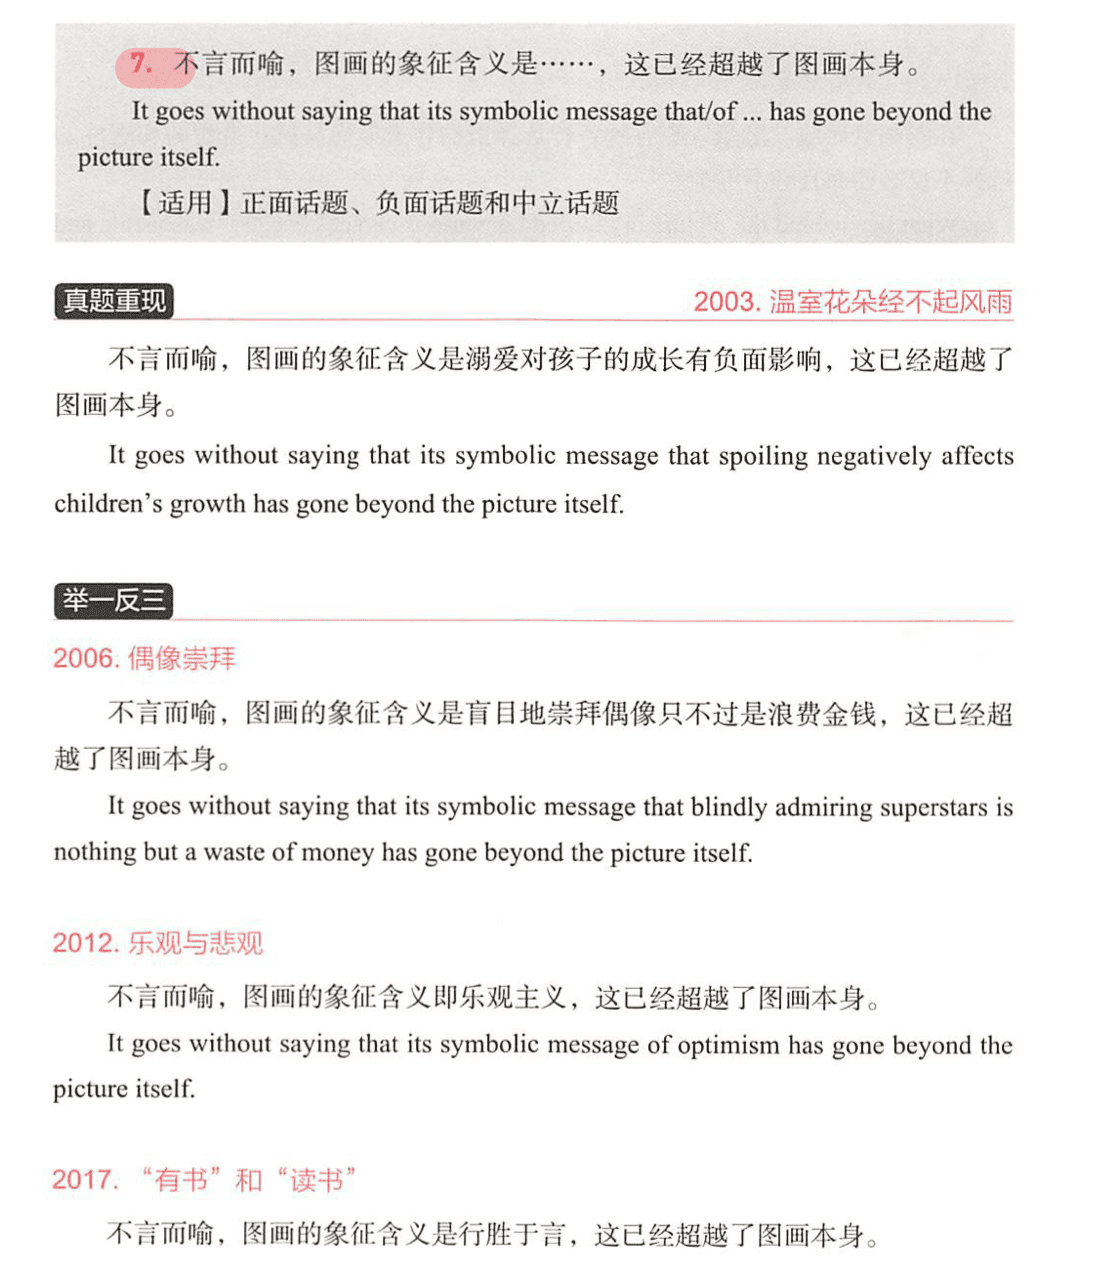 7. 不言而喻，图画的象征含义是……，这已经超越了图画本身。
It goes without saying that its symbolic message that/of ... has gone beyond the
picture itself.
【适用】正面话题、负面话题和中立话题
真题重现 2003. 温室花朵经不起风雨
不言而喻，图画的象征含义是溺爱对孩子的成长有负面影响，这已经超越了
图画本身。
It goes without saying that its symbolic message that spoiling negatively affects
children’s growth has gone beyond the picture itself.
举一反三
2006. 偶像崇拜
不言而喻，图画的象征含义是盲目地崇拜偶像只不过是浪费金钱，这已经超
越了图画本身。
It goes without saying that its symbolic message that blindly admiring superstars is
nothing but a waste of money has gone beyond the picture itself.
2012. 乐观与悲观
不言而喻，图画的象征含义即乐观主义，这已经超越了图画本身。
It goes without saying that its symbolic message of optimism has gone beyond the
picture itself.
2017. “有书”和“读书”
不言而喻，图画的象征含义是行胜于言，这已经超越了图画本身。